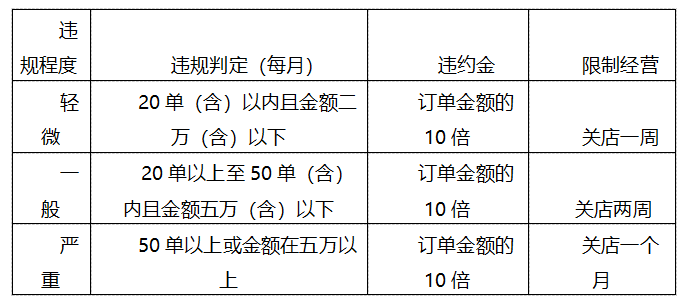 违规程度
违规判定（每月）
违约金
限制经营
轻微
20 单（含）以内且金额二
万（含）以下
订单金额的
10 倍
关店一周
一般
20 单以上至 50 单（含）
内且金额五万（含）以下
订单金额的
10 倍
关店两周
严重
50 单以上或金额在五万以
上
订单金额的
10 倍
关店一个
月